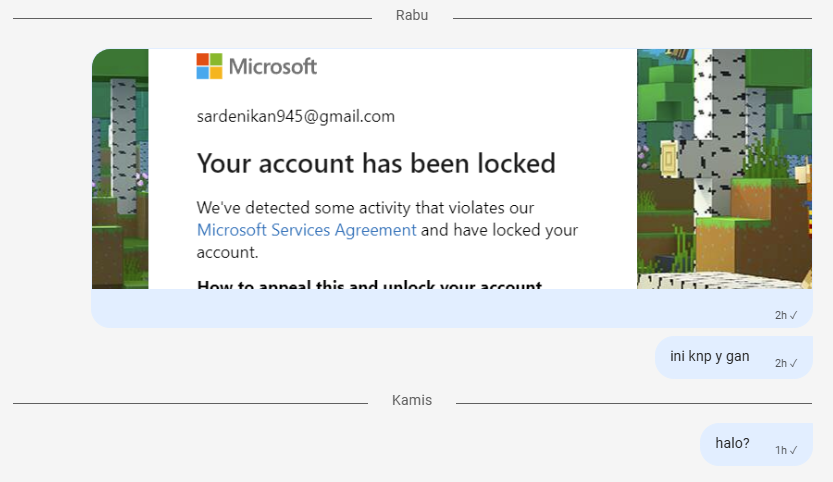 Rabu
Microsoft
sardenikan945@gmail.com
Your account has been locked
We've detected some activity that violates our
Microsoft Services Agreement and have locked your
account.
How to appeal this and unlock your account
2h ✓
ini knp y gan 2h ✓
Kamis
halo? 1h ✓